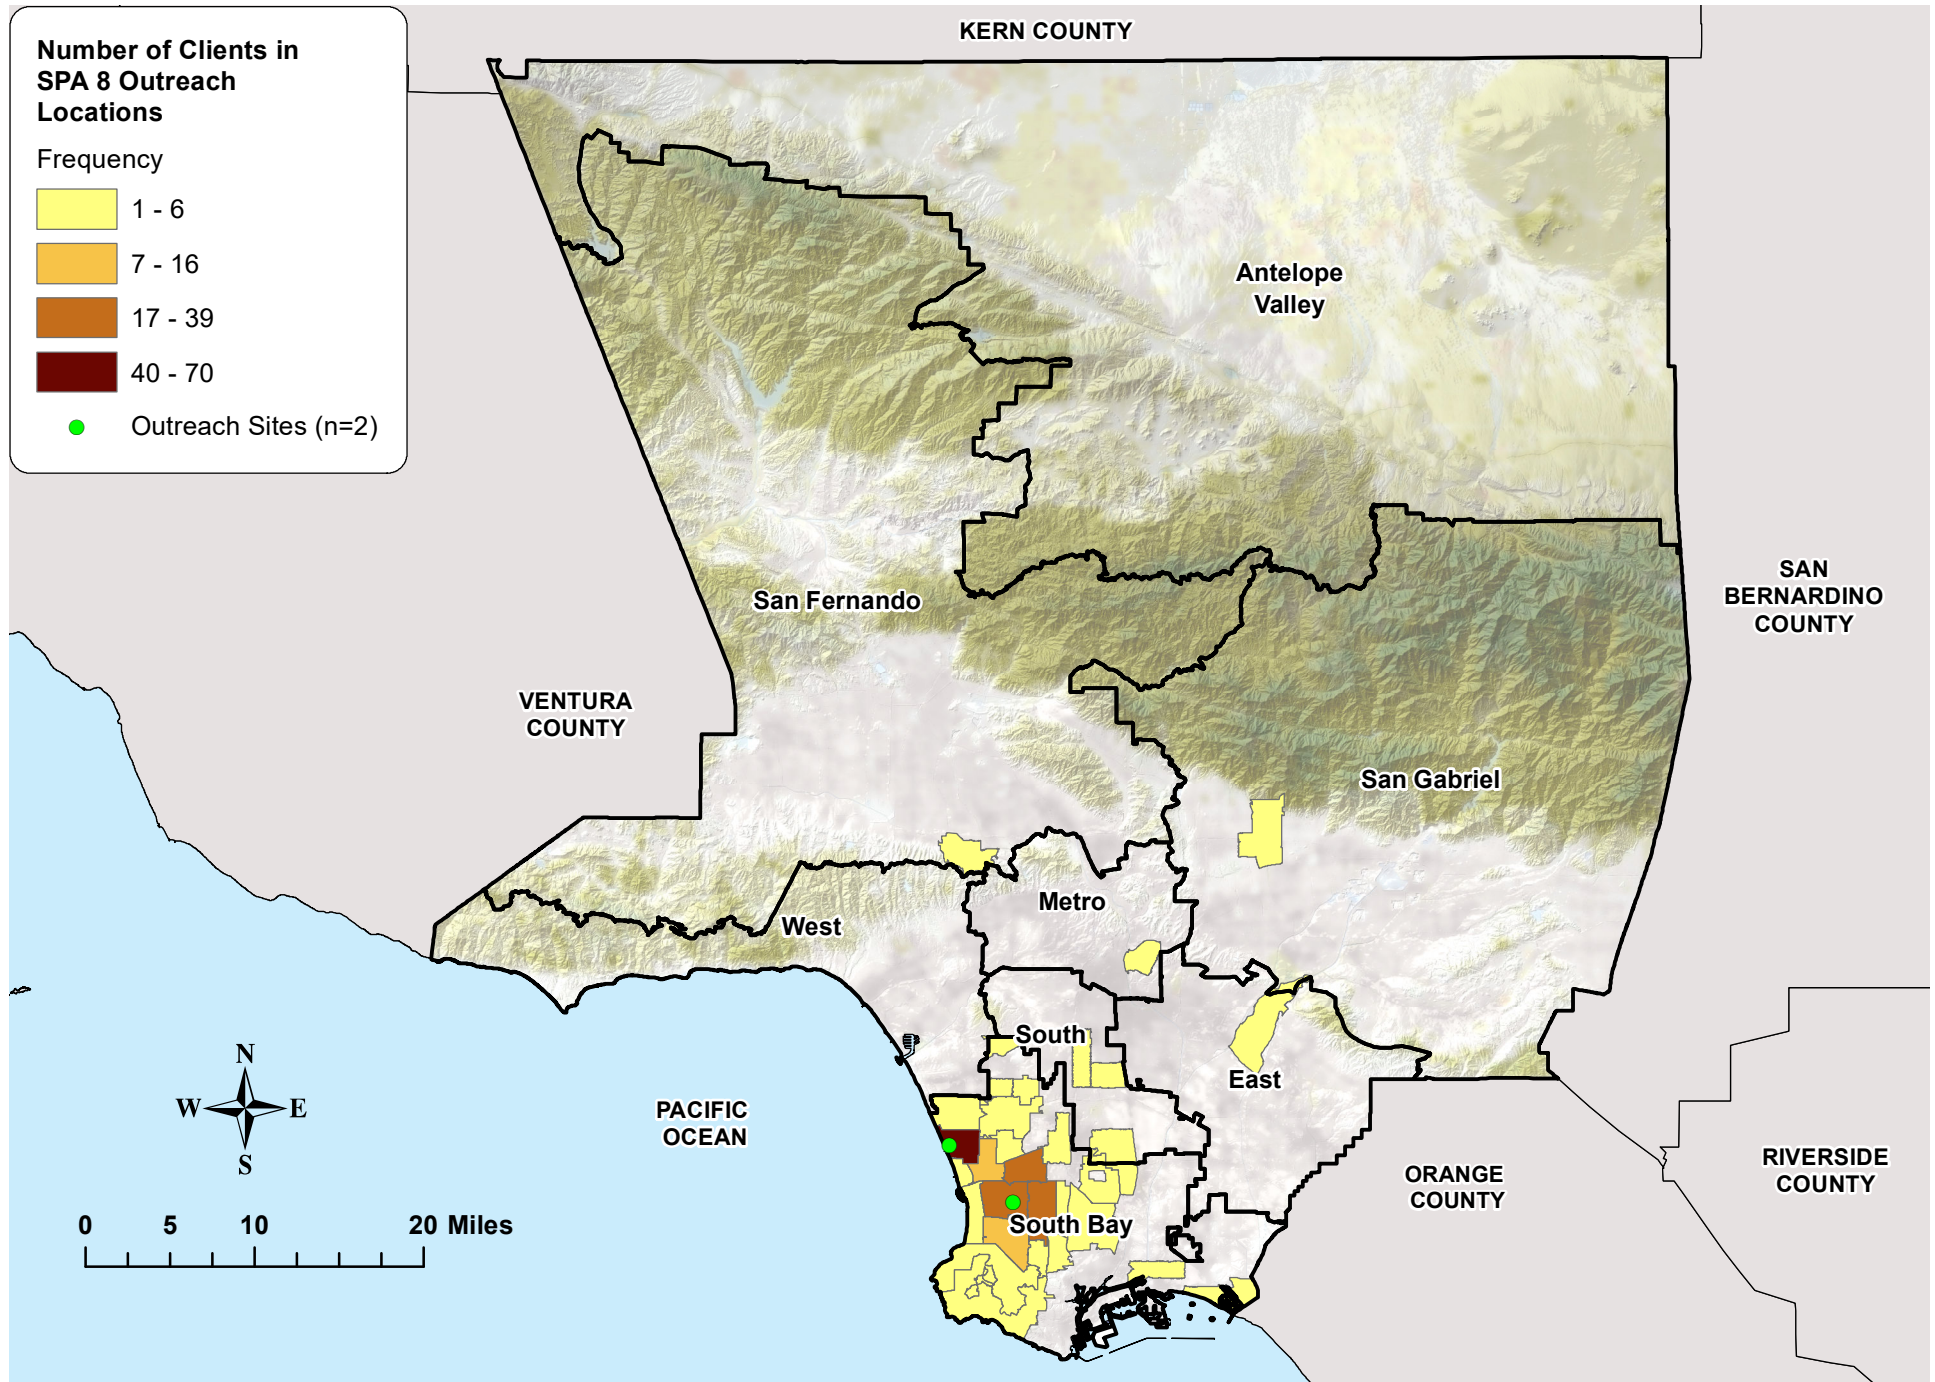 Number of Clients in
SPA 8 Outreach
Locations
Frequency
1 - 6
7 - 16
17 - 39
40 - 70
Outreach Sites (n=2)
KERN COUNTY
Antelope
Valley
San Fernando
SAN
BERNARDINO
COUNTY
VENTURA
COUNTY
San Gabriel
Metro
West
South
East
PACIFIC
OCEAN
N
W
E
S
ORANGE
COUNTY
RIVERSIDE
COUNTY
South Bay
0 5 10 20 Miles